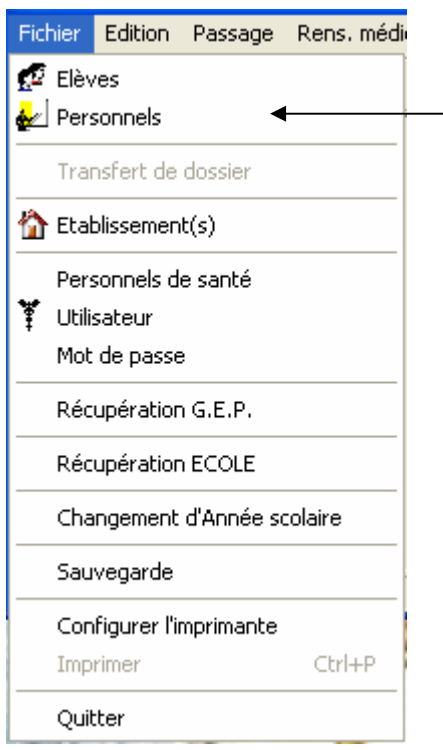 Fichier Edition Passage Rens. médi
Elèves
Personnels
Transfert de dossier
Etablissement(s)
Personnels de santé
Utilisateur
Mot de passe
Récupération G.E.P.
Récupération ECOLE
Changement d'Année scolaire
Sauvegarde
Configurer l'imprimante
Imprimer Ctrl+P
Quitter